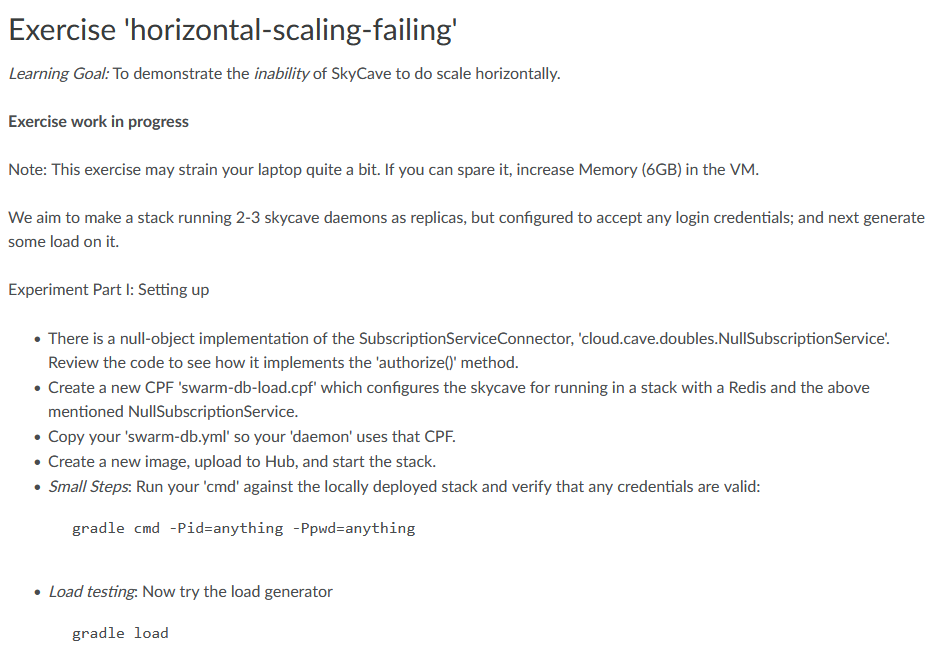 Exercise 'horizontal-scaling-failing'
Learning Goal: To demonstrate the inability of SkyCave to do scale horizontally.
Exercise work in progress
Note: This exercise may strain your laptop quite a bit. If you can spare it, increase Memory (6GB) in the VM.
We aim to make a stack running 2-3 skycave daemons as replicas, but configured to accept any login credentials; and next generate
some load on it.
Experiment Part I: Setting up
• There is a null-object implementation of the SubscriptionServiceConnector, 'cloud.cave.doubles.NullSubscriptionService'.
Review the code to see how it implements the 'authorize()' method.
• Create a new CPF 'swarm-db-load.cpf' which configures the skycave for running in a stack with a Redis and the above
mentioned NullSubscriptionService.
• Copy your 'swarm-db.yml' so your 'daemon' uses that CPF.
• Create a new image, upload to Hub, and start the stack.
• Small Steps: Run your 'cmd' against the locally deployed stack and verify that any credentials are valid:
gradle cmd -Pid=anything -Ppwd=anything
• Load testing: Now try the load generator
gradle load